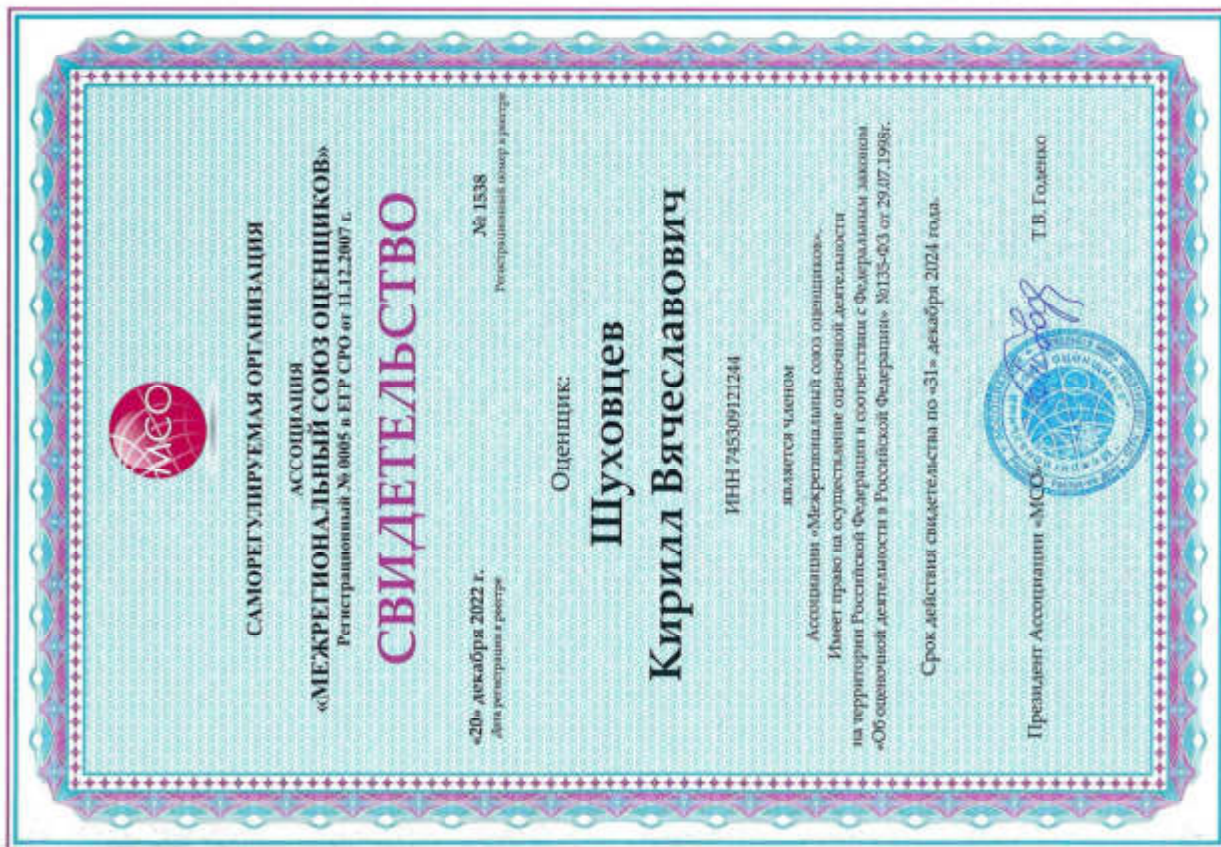 МСО
САМОРЕГУЛИРУЕМАЯ ОРГАНИЗАЦИЯ
АССОЦИАЦИЯ
«МЕЖРЕГИОНАЛЬНЫЙ СОЮЗ ОЦЕНЩИКОВ»
Регистрационный № 0005 в ЕГР СРО от 11.12.2007 г.
СВИДЕТЕЛЬСТВО
«20» декабря 2022 г. № 1538
Дата регистрации в реестре Регистрационный номер в реестре
Оценщик:
Шуховцев
Кирилл Вячеславович
ИНН 745309121244
является членом
Ассоциации «Межрегиональный союз оценщиков».
Имеет право на осуществление оценочной деятельности
на территории Российской Федерации в соответствии с Федеральным законом
«Об оценочной деятельности в Российской Федерации» №135-ФЗ от 29.07.1998г.
Срок действия свидетельства по «31» декабря 2024 года.
Президент Ассоциации «МСО» Т.В. Годенко